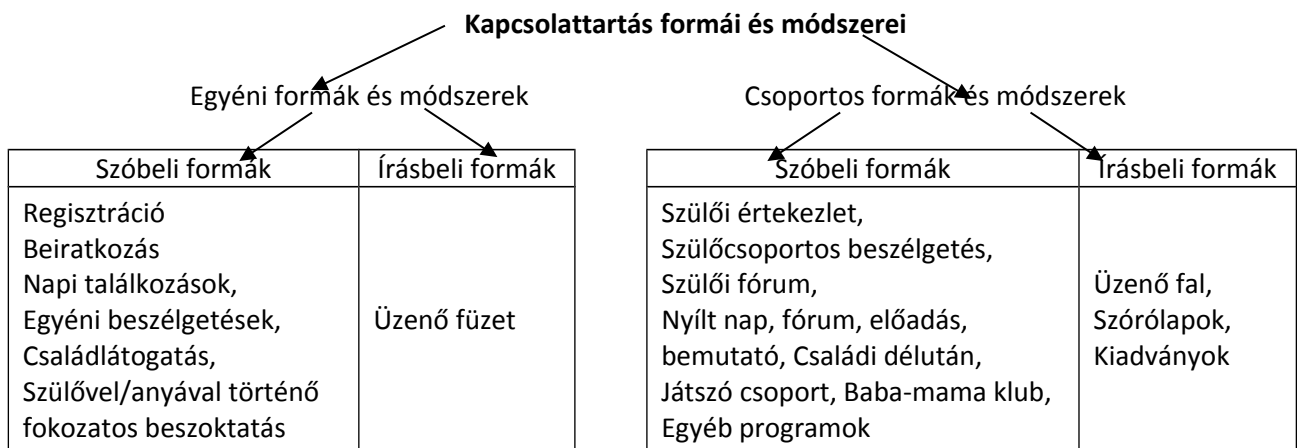 Kapcsolattartás formái és módszerei
Egyéni formák és módszerek
Csoportos formák és módszerek
Szóbeli formák
Írásbeli formák
Regisztráció
Beiratkozás
Napi találkozások,
Egyéni beszélgetések,
Családlátogatás,
Szülővel/anyával történő
fokozatos beszoktatás
Üzenő füzet
Szóbeli formák
Írásbeli formák
Szülői értekezlet,
Szülőcsoportos beszélgetés,
Szülői fórum,
Nyílt nap, fórum, előadás,
bemutató, Családi délután,
Játszó csoport, Baba-mama klub,
Egyéb programok
Üzenő fal,
Szórólapok,
Kiadványok